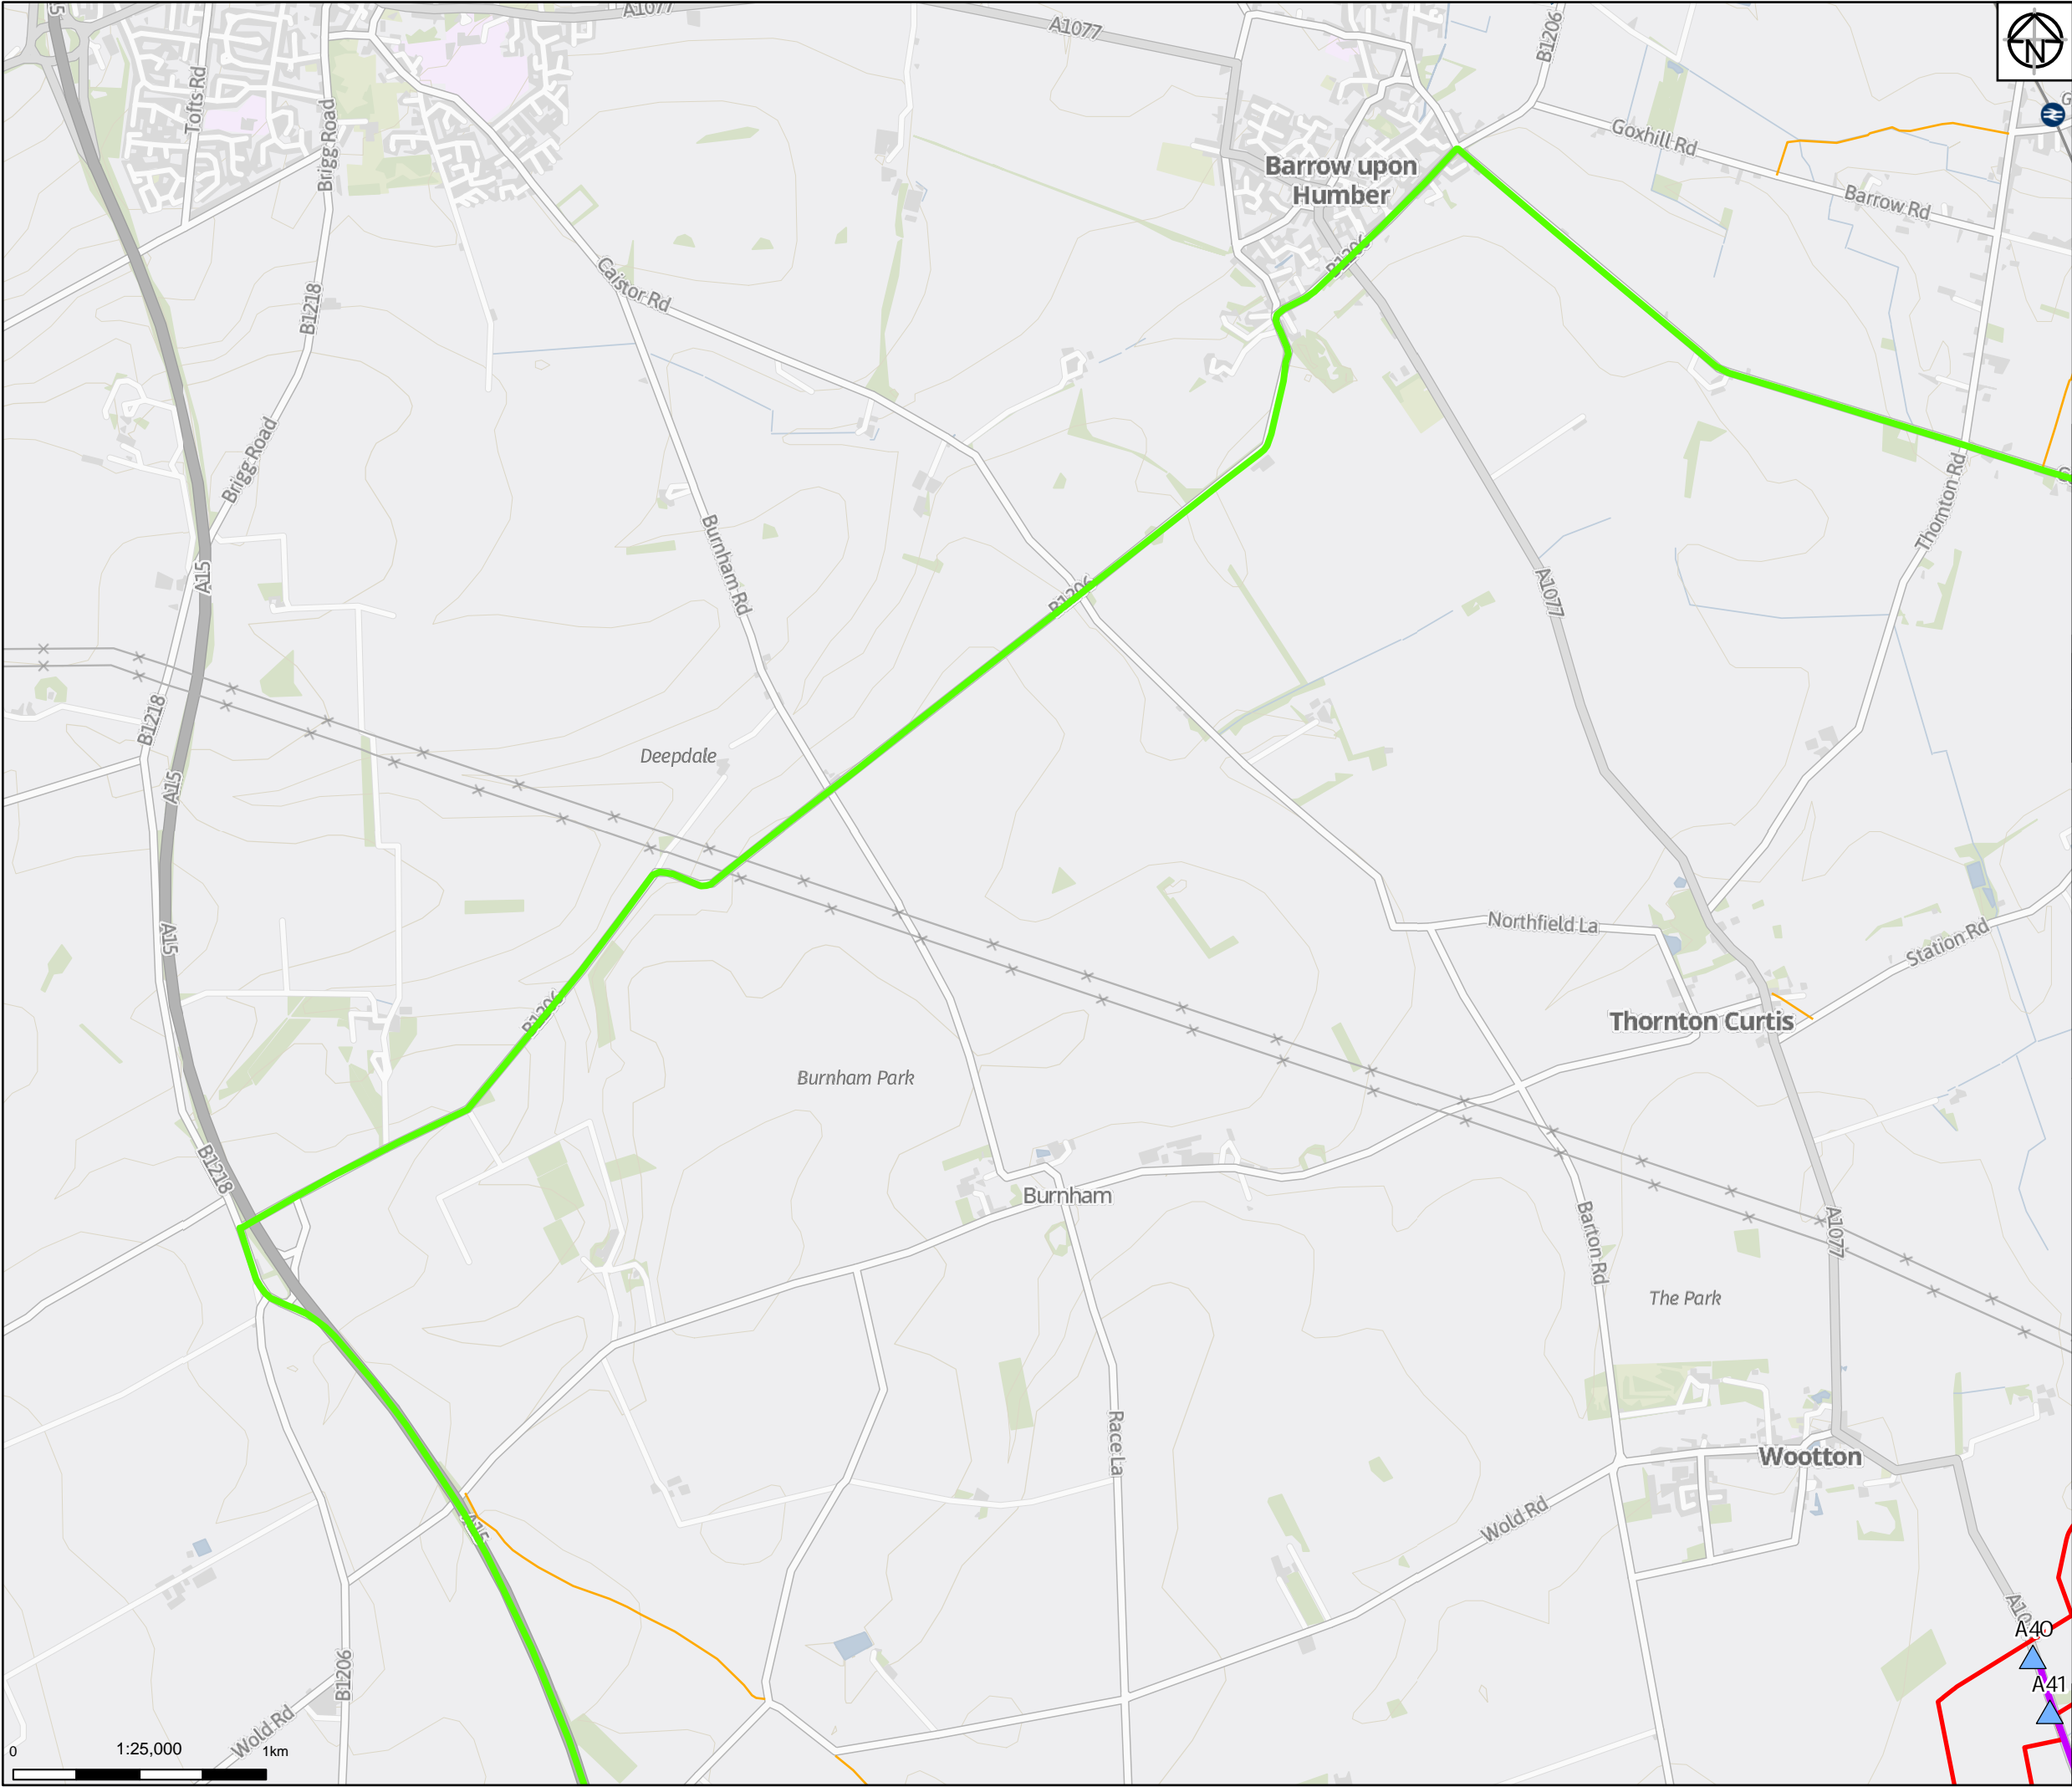 A1077
A1077
B1206
N
Tofts Rd
Brigg Road
Goxhill Rd
Barrow upon
Humber
Barrow Rd
B1206
Caistor Rd
B1218
Brigg Road
Thornton Rd
Burnham Rd
A15
A1077
B1206
B1218
Deepdale
A15
Northfield La
A15
Station Rd
B1206
Thornton Curtis
Burnham Park
B1218
Burnham
A1077
Barton Rd
The Park
Race La
Wootton
Wold Rd
A15
A40
B1206
A41
Wold Rd
0
1:25,000
1km